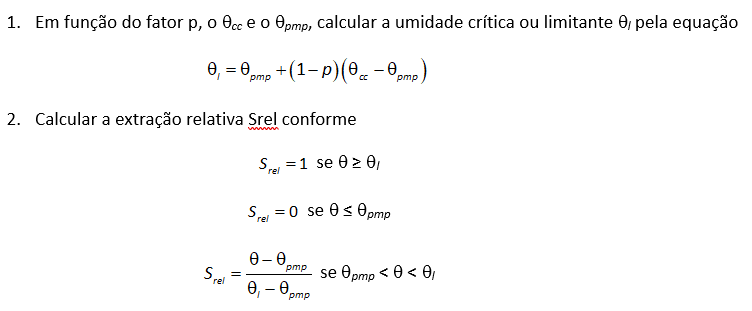 1. Em função do fator p, o θcc e o θpmp, calcular a umidade crítica ou limitante θl pela equação
θl = θpmp + (1 − p)(θcc − θpmp)
2. Calcular a extração relativa Srel conforme
Srel = 1 se θ ≥ θl
Srel = 0 se θ ≤ θpmp
Srel = (θ − θpmp) / (θl − θpmp) se θpmp < θ < θl